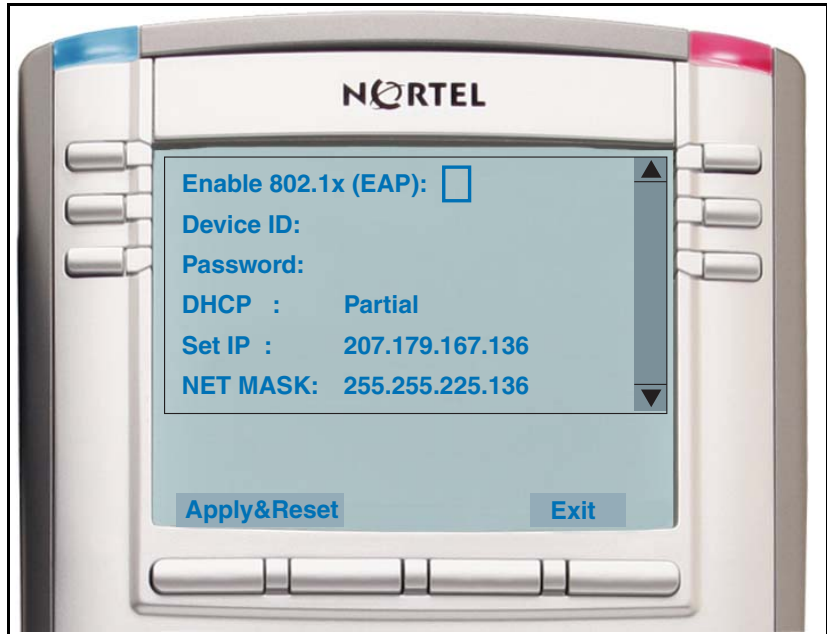 NORTEL
Enable 802.1x (EAP):
Device ID:
Password:
DHCP : Partial
Set IP : 207.179.167.136
NET MASK: 255.255.225.136
Apply&Reset Exit